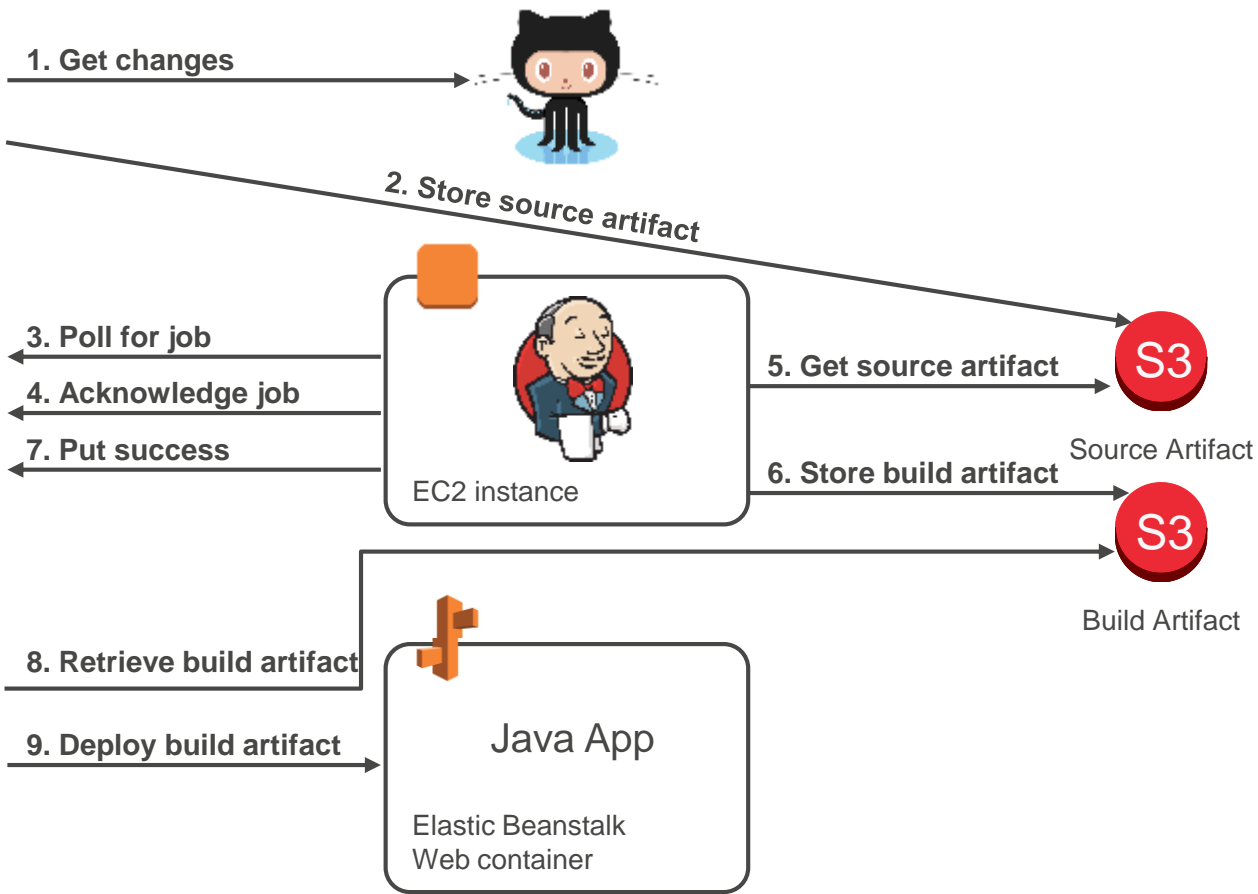 1. Get changes
2. Store source artifact
3. Poll for job
4. Acknowledge job
7. Put success
EC2 instance
5. Get source artifact
6. Store build artifact
S3
Source Artifact
S3
Build Artifact
8. Retrieve build artifact
9. Deploy build artifact
Java App
Elastic Beanstalk
Web container